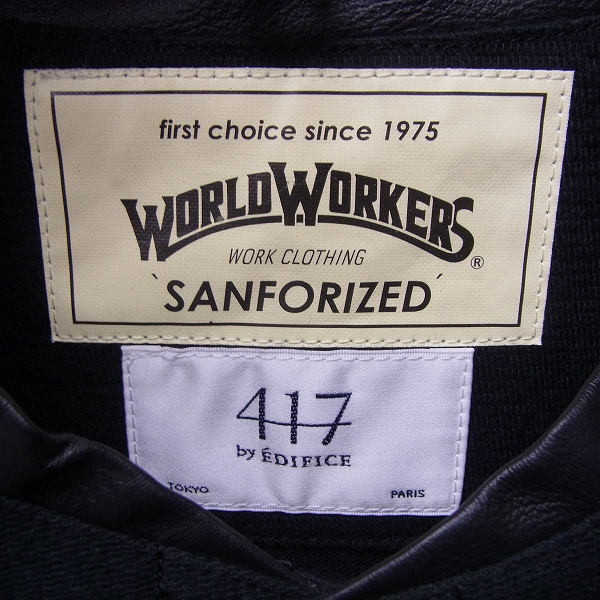 first choice since 1975
WORLD WORKERS
WORK CLOTHING ®
`SANFORIZED´
417
by ÉDIFICE
TOKYO PARIS